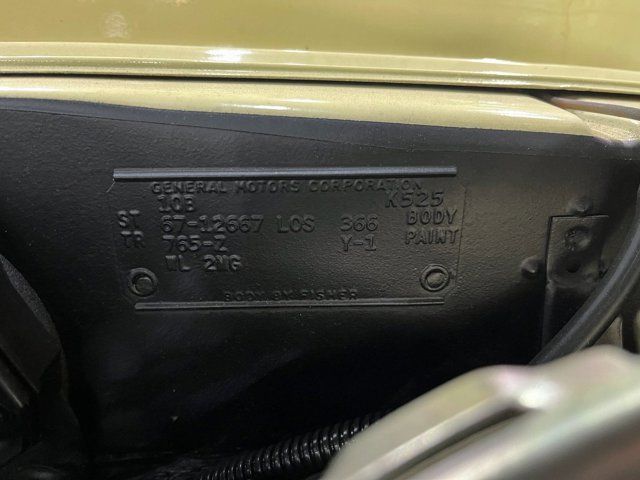 GENERAL MOTORS CORPORATION
10B K525
ST 67-12667 LOS 366 BODY
TR 765-Z Y-1 PAINT
WL 2MG
BODY BY FISHER